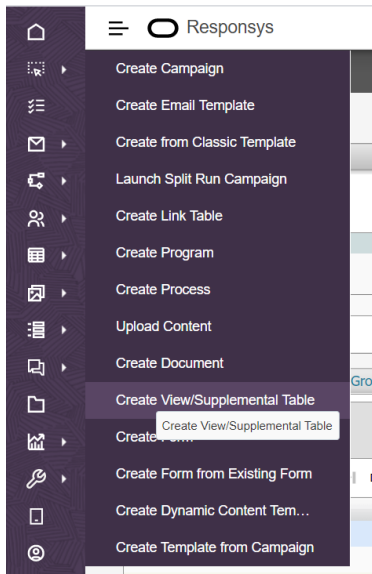 Responsys
Create Campaign
Create Email Template
Create from Classic Template
Launch Split Run Campaign
Create Link Table
Create Program
Create Process
Upload Content
Create Document
Gro
Create View/Supplemental Table
Create View/Supplemental Table
Create
Create Form from Existing Form
Create Dynamic Content Tem...
Create Template from Campaign